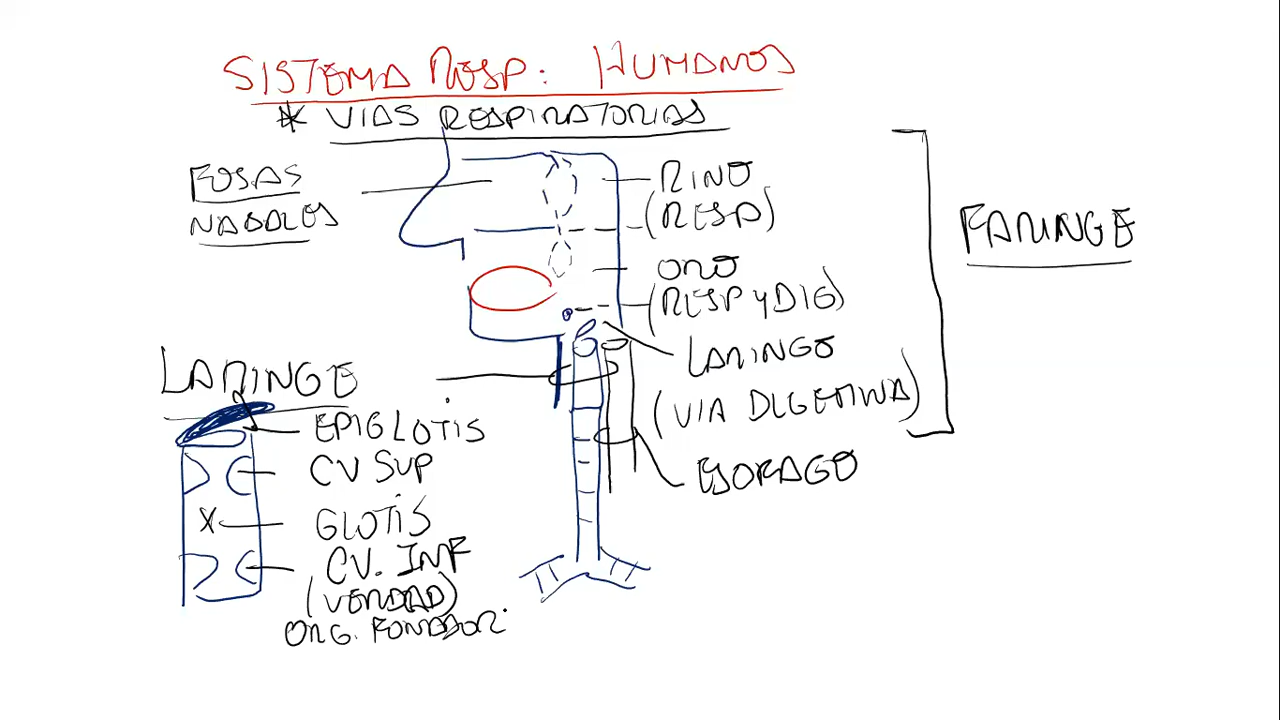 SISTEMA RESP: HUMANOS
* VIAS RESPIRATORIAS
FOSAS
NASALES
RINO
(RESP)
ORO
(RESP Y DIG)
LARINGO
(VIA DIGESTIVA)
ESOFAGO
FARINGE
LARINGE
EPIGLOTIS
CV SUP
GLOTIS
CV. INF
(VERDAD)
ORG. FONADOR.